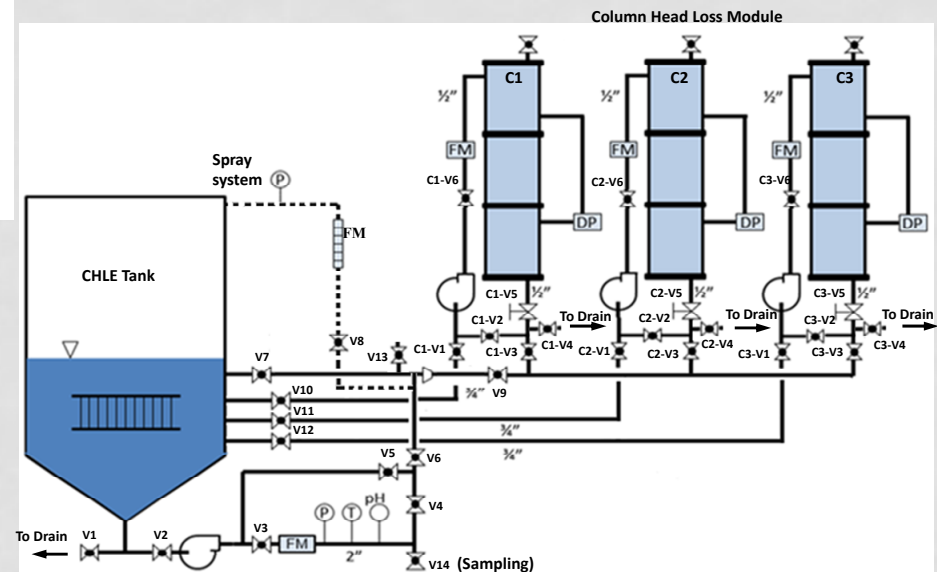 Column Head Loss Module
C1
C2
C3
½"
½"
½"
FM
FM
FM
C1-V6
C2-V6
C3-V6
DP
DP
DP
Spray
system
P
FM
CHLE Tank
C1-V5
½"
C2-V5
½"
C3-V5
½"
To Drain
To Drain
To Drain
C1-V2
C2-V2
C3-V2
C1-V1
C1-V3
C1-V4
C2-V1
C2-V3
C2-V4
C3-V1
C3-V3
C3-V4
V8
V13
V7
V9
V10
¾"
V11
¾"
V12
¾"
V5
V6
V4
pH
P
T
To Drain
V1
V2
V3
FM
2"
V14 (Sampling)